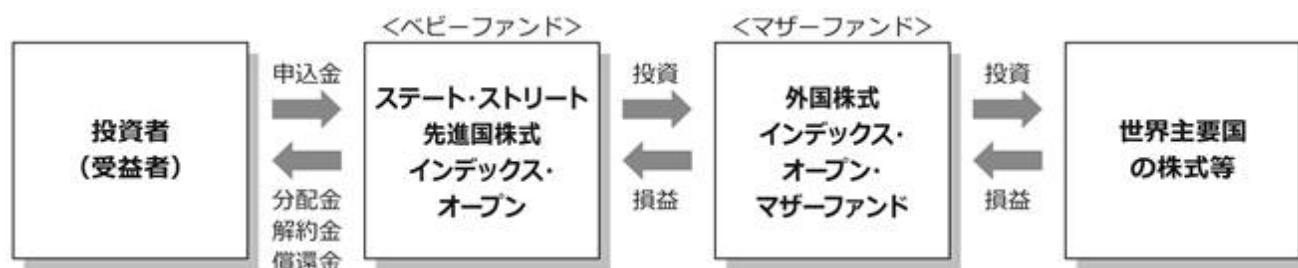 ＜ベビーファンド＞
＜マザーファンド＞
投資者
（受益者）
申込金
分配金
解約金
償還金
ステート・ストリート
先進国株式
インデックス・
オープン
投資
損益
外国株式
インデックス・
オープン・
マザーファンド
投資
損益
世界主要国
の株式等